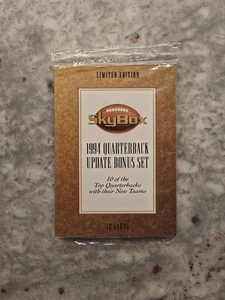 LIMITED EDITION
SkyBox
1994 QUARTERBACK
UPDATE BONUS SET
10 of the
Top Quarterbacks
with their New Teams
10 CARDS